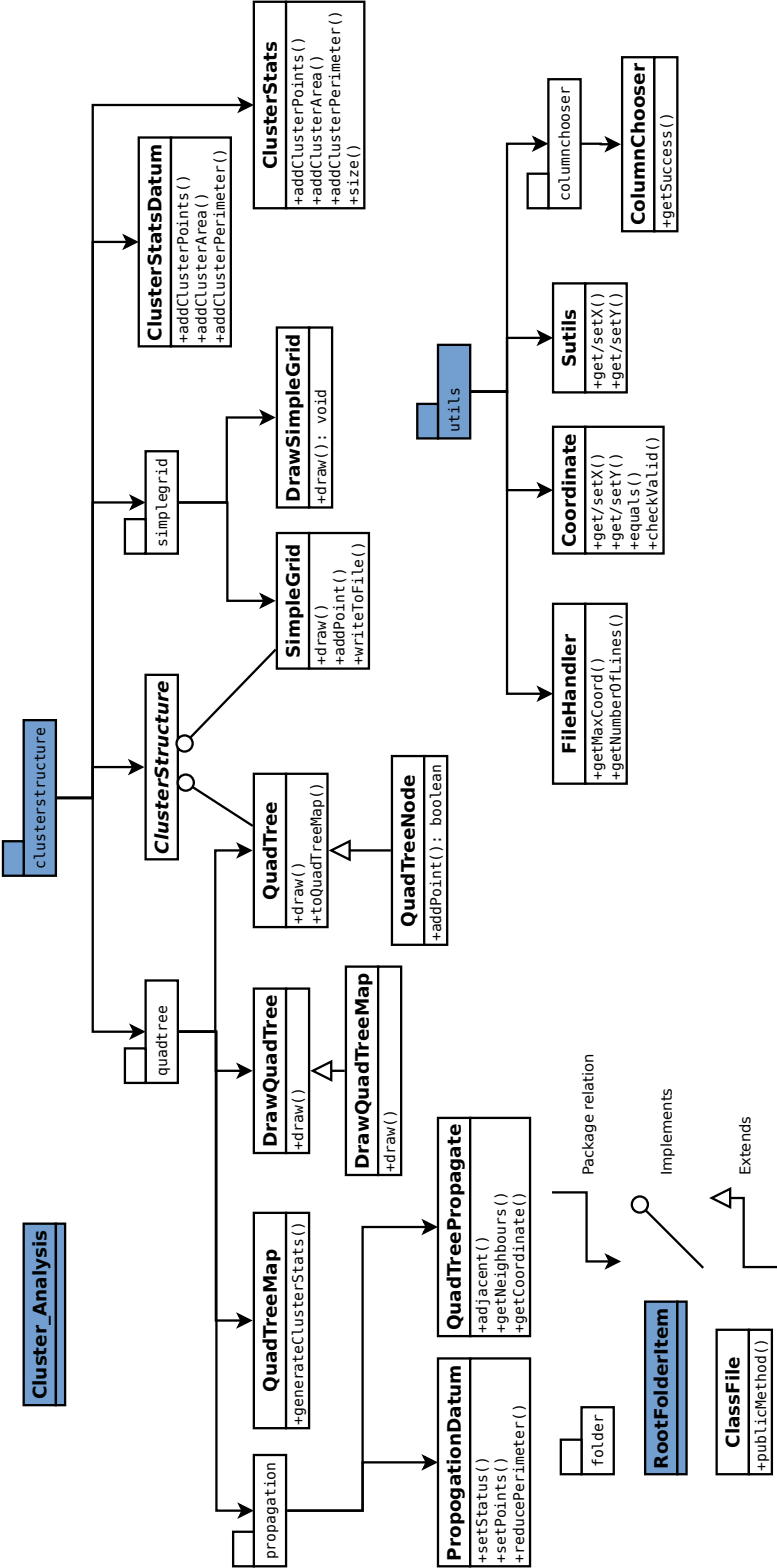 Cluster_Analysis
clusterstructure
quadtree
ClusterStructure
simplegrid
ClusterStatsDatum
+addClusterPoints()
+addClusterArea()
+addClusterPerimeter()
ClusterStats
+addClusterPoints()
+addClusterArea()
+addClusterPerimeter()
+size()
propagation
QuadTreeMap
+generateClusterStats()
DrawQuadTree
+draw()
QuadTree
+draw()
+toQuadTreeMap()
SimpleGrid
+draw()
+addPoint()
+writeToFile()
DrawSimpleGrid
+draw(): void
DrawQuadTreeMap
+draw()
QuadTreeNode
+addPoint(): boolean
PropogationDatum
+setStatus()
+setPoints()
+reducePerimeter()
QuadTreePropagate
+adjacent()
+getNeighbours()
+getCoordinate()
utils
FileHandler
+getMaxCoord()
+getNumberOfLines()
Coordinate
+get/setX()
+get/setY()
+equals()
+checkValid()
Sutils
+get/setX()
+get/setY()
columnchooser
ColumnChooser
+getSuccess()
folder
Package relation
RootFolderItem
Implements
ClassFile
+publicMethod()
Extends